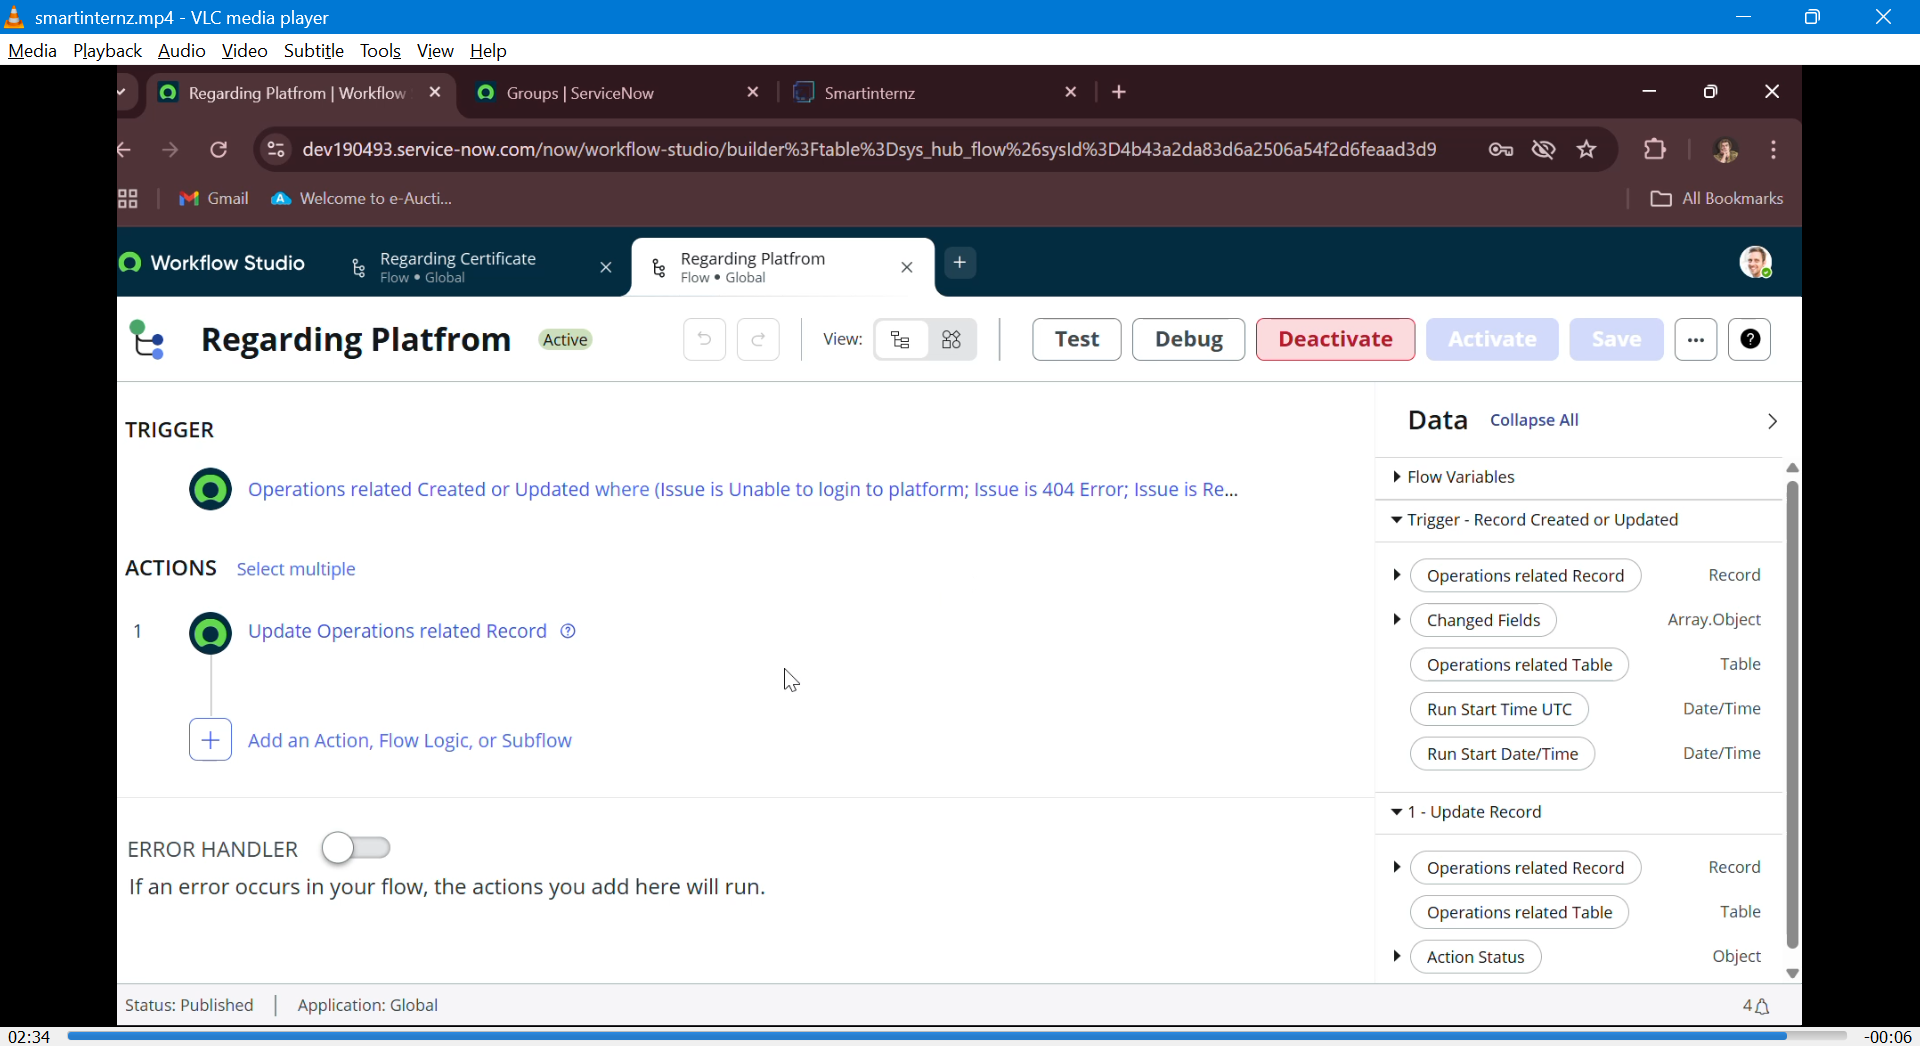 smartinternz.mp4 - VLC media player
Media Playback Audio Video Subtitle Tools View Help
Regarding Platfrom | Workflow
Groups | ServiceNow
Smartinternz
dev190493.service-now.com/now/workflow-studio/builder%3Ftable%3Dsys_hub_flow%26sysId%3D4b43a2da83d6a2506a54f2d6feaad3d9
Gmail
Welcome to e-Aucti...
All Bookmarks
Workflow Studio
Regarding Certificate
Flow • Global
Regarding Platfrom
Flow • Global
Regarding Platfrom
Active
View:
Test
Debug
Deactivate
Activate
Save
TRIGGER
Operations related Created or Updated where (Issue is Unable to login to platform; Issue is 404 Error; Issue is Re...
ACTIONS Select multiple
1 Update Operations related Record
Add an Action, Flow Logic, or Subflow
ERROR HANDLER
If an error occurs in your flow, the actions you add here will run.
Data Collapse All
Flow Variables
Trigger - Record Created or Updated
Operations related Record Record
Changed Fields Array.Object
Operations related Table Table
Run Start Time UTC Date/Time
Run Start Date/Time Date/Time
1 - Update Record
Operations related Record Record
Operations related Table Table
Action Status Object
Status: Published | Application: Global
4
02:34
-00:06